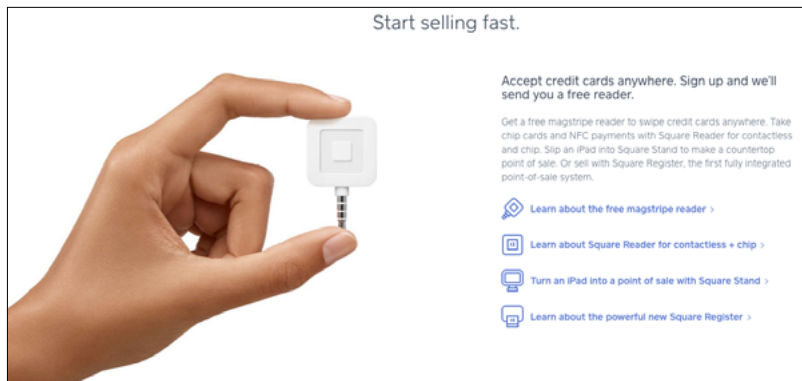 Start selling fast.
Accept credit cards anywhere. Sign up and we'll
send you a free reader.
Get a free magstripe reader to swipe credit cards anywhere. Take
chip cards and NFC payments with Square Reader for contactless
and chip. Slip an iPad into Square Stand to make a countertop
point of sale. Or sell with Square Register, the first fully integrated
point-of-sale system.
Learn about the free magstripe reader >
Learn about Square Reader for contactless + chip >
Turn an iPad into a point of sale with Square Stand >
Learn about the powerful new Square Register >